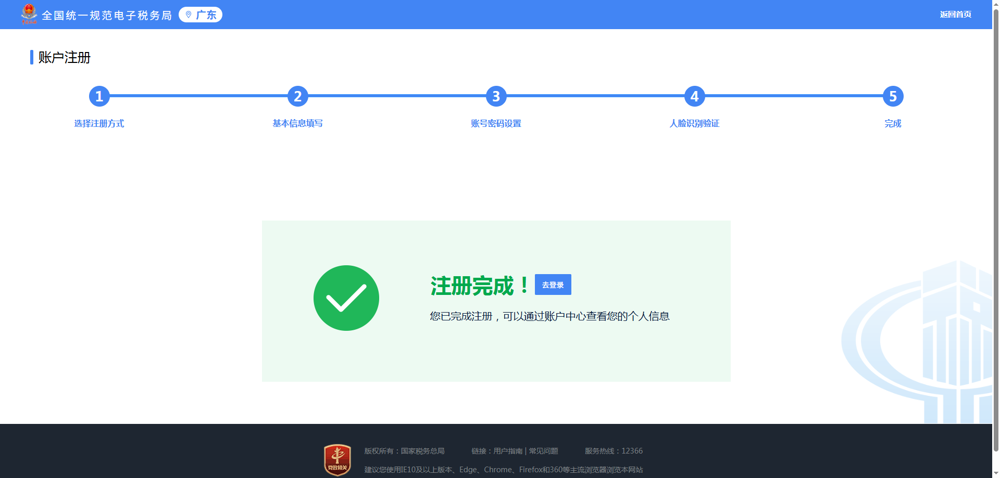 全国统一规范电子税务局 广东 返回首页
账户注册
1 2 3 4 5
选择注册方式 基本信息填写 账号密码设置 人脸识别验证 完成
注册完成！ 去登录
您已完成注册，可以通过账户中心查看您的个人信息
版权所有：国家税务总局 链接：用户指南 | 常见问题 服务热线：12366
党政机关
建议您使用IE10及以上版本、Edge、Chrome、Firefox和360等主流浏览器浏览本网站